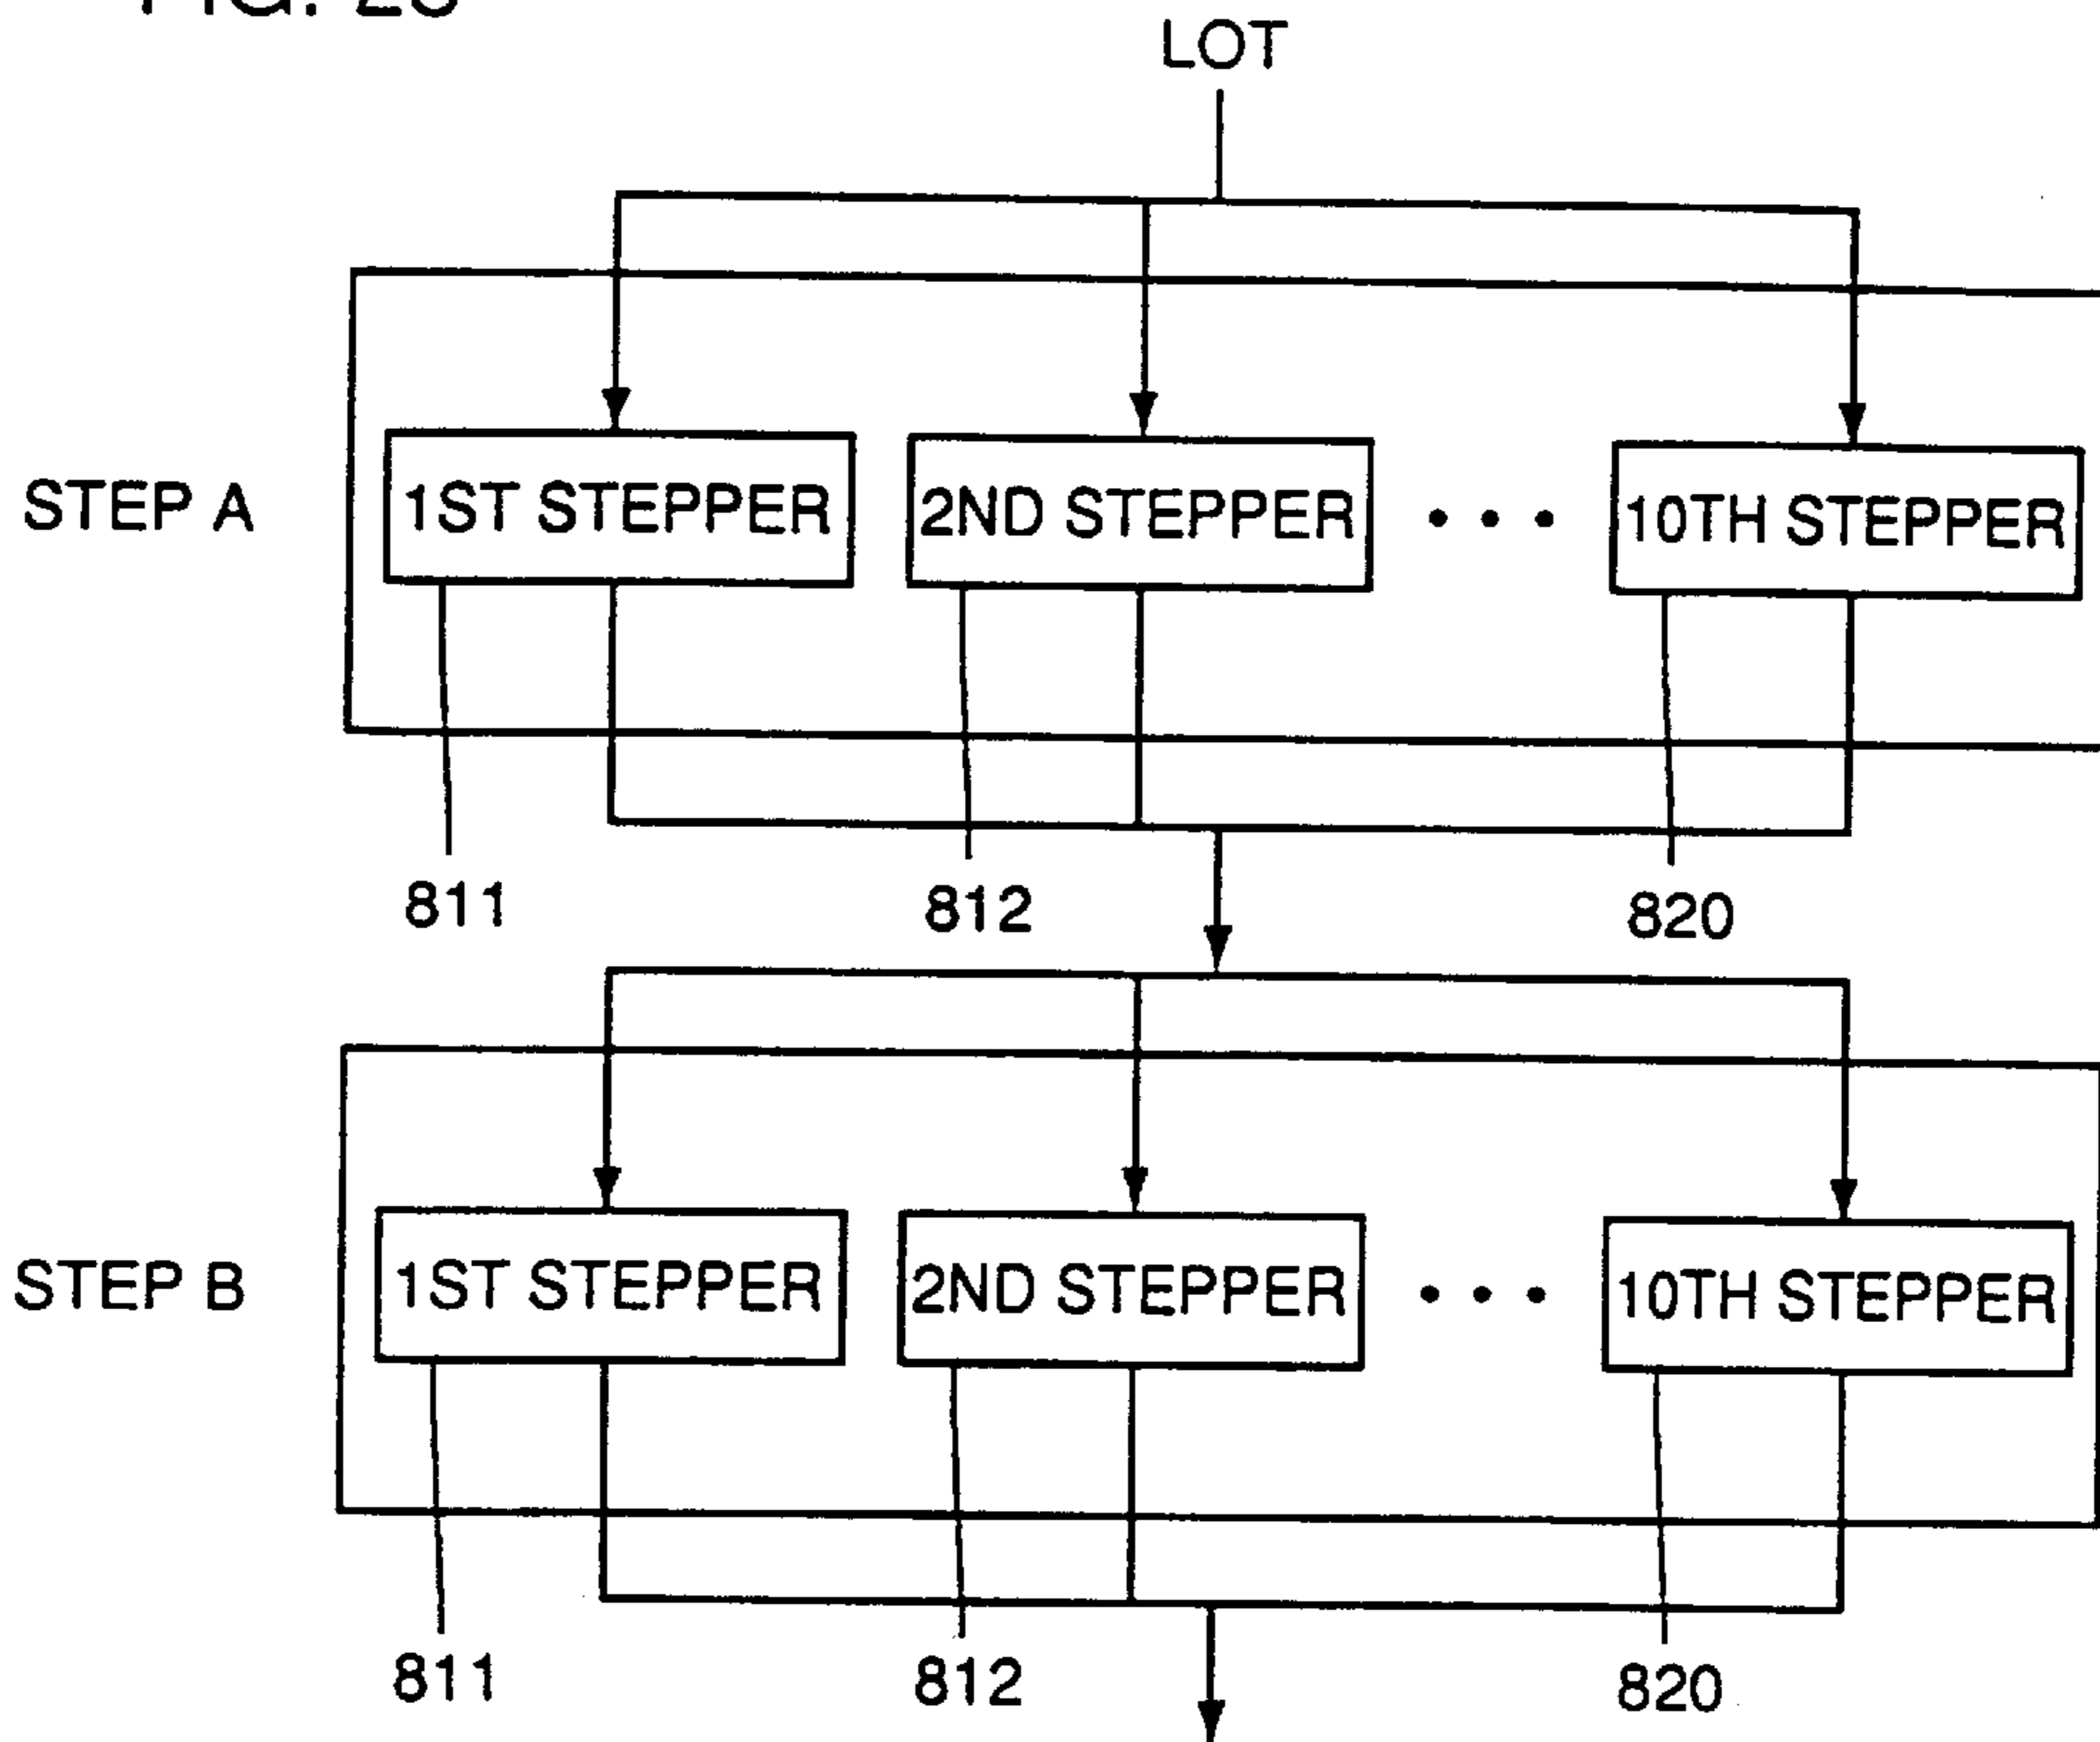 FIG.
LOT
STEP A
1ST STEPPER
2ND STEPPER
• • •
10TH STEPPER
811
812
820
STEP B
1ST STEPPER
2ND STEPPER
• • •
10TH STEPPER
811
812
820